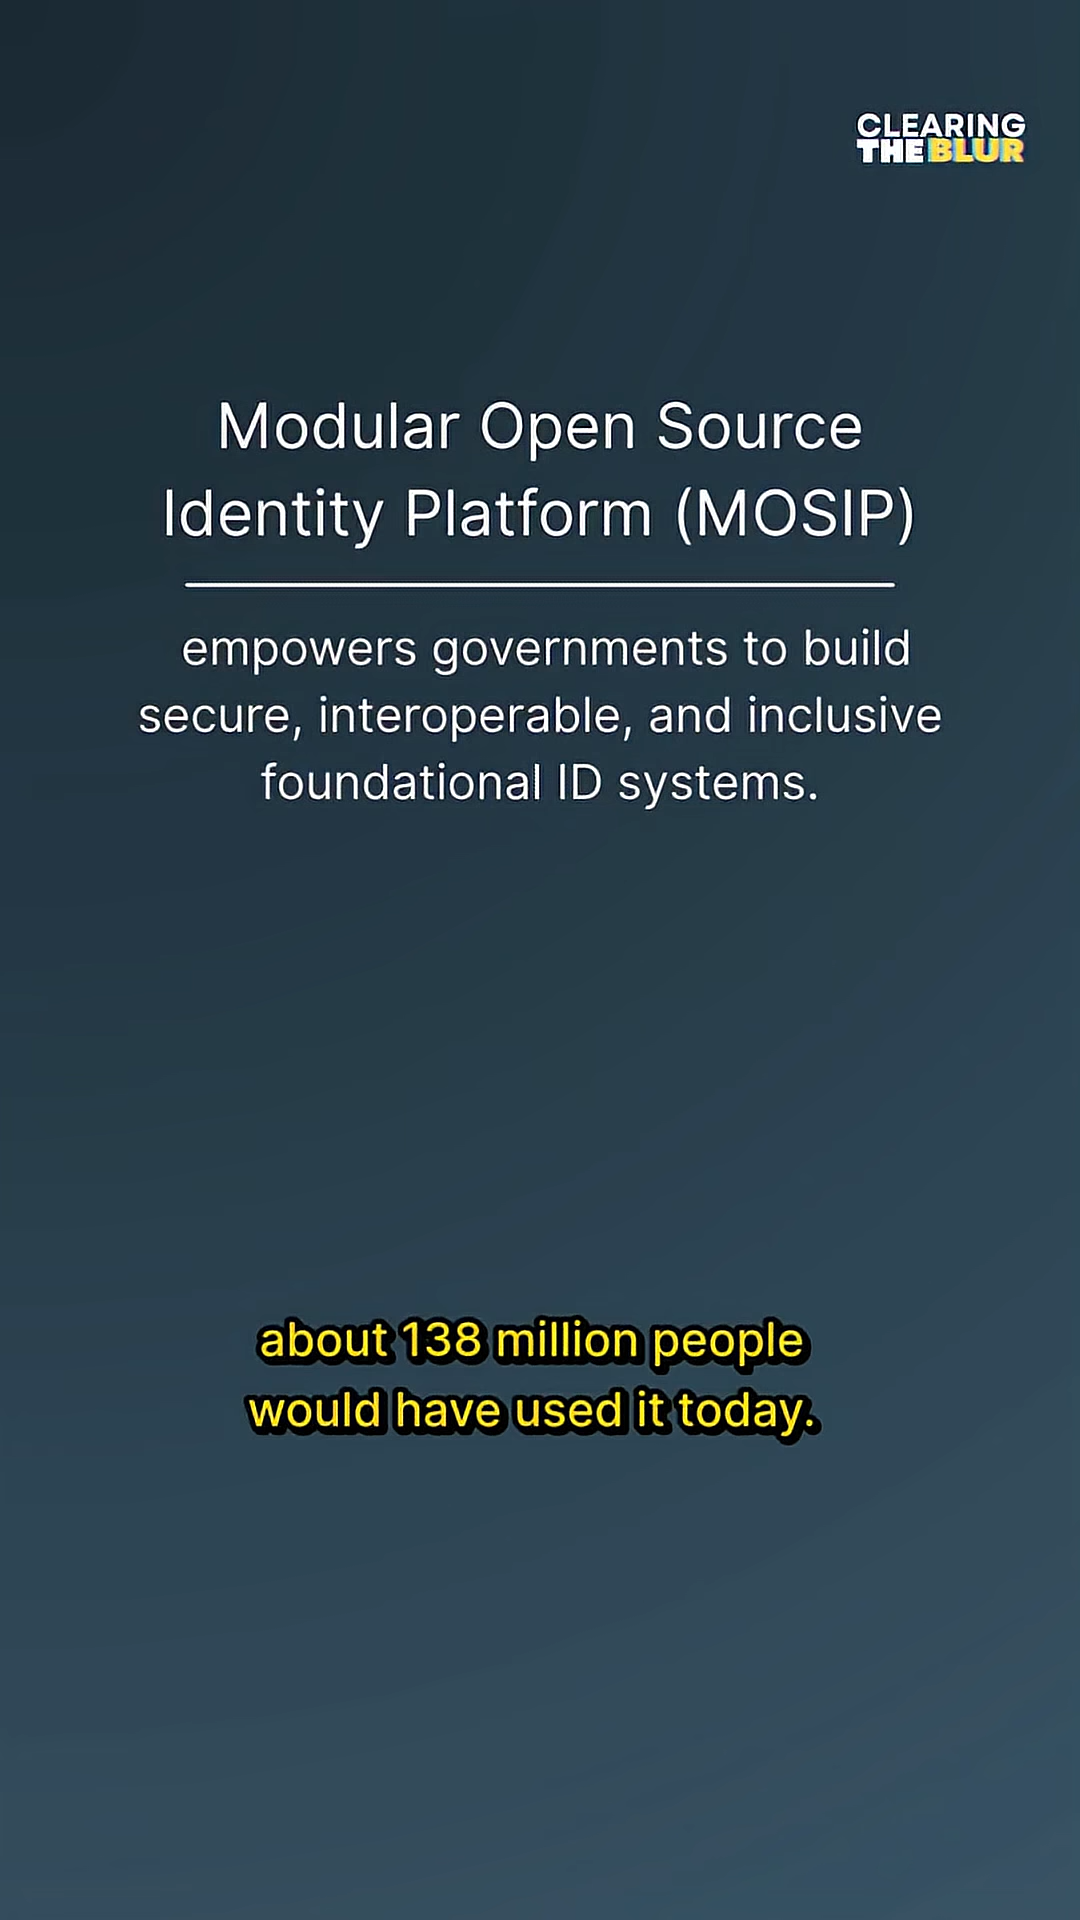 CLEARING
THE BLUR
Modular Open Source
Identity Platform (MOSIP)
empowers governments to build
secure, interoperable, and inclusive
foundational ID systems.
about 138 million people
would have used it today.